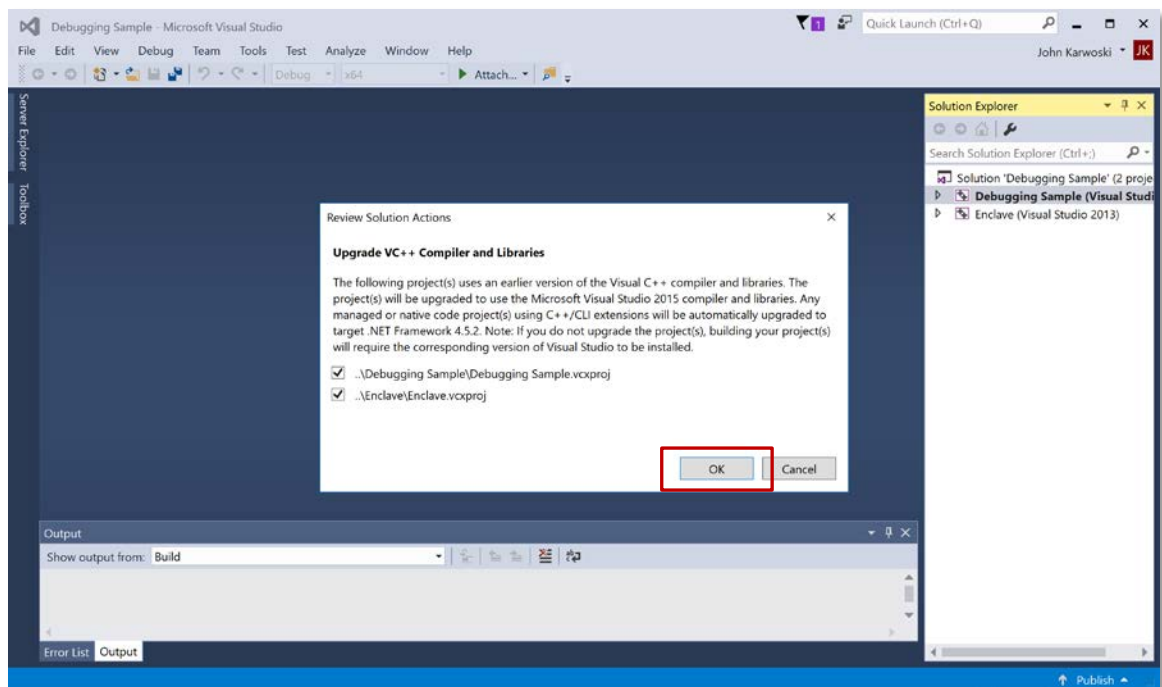 Debugging Sample - Microsoft Visual Studio
1
Quick Launch (Ctrl+Q)
File Edit View Debug Team Tools Test Analyze Window Help
John Karwoski JK
Debug x64 Attach...
Server Explorer
Toolbox
Solution Explorer
Search Solution Explorer (Ctrl+;)
Solution 'Debugging Sample' (2 proje
Debugging Sample (Visual Studi
Enclave (Visual Studio 2013)
Review Solution Actions
Upgrade VC++ Compiler and Libraries
The following project(s) uses an earlier version of the Visual C++ compiler and libraries. The
project(s) will be upgraded to use the Microsoft Visual Studio 2015 compiler and libraries. Any
managed or native code project(s) using C++/CLI extensions will be automatically upgraded to
target .NET Framework 4.5.2. Note: If you do not upgrade the project(s), building your project(s)
will require the corresponding version of Visual Studio to be installed.
..\Debugging Sample\Debugging Sample.vcxproj
..\Enclave\Enclave.vcxproj
OK Cancel
Output
Show output from: Build
Error List Output
Publish